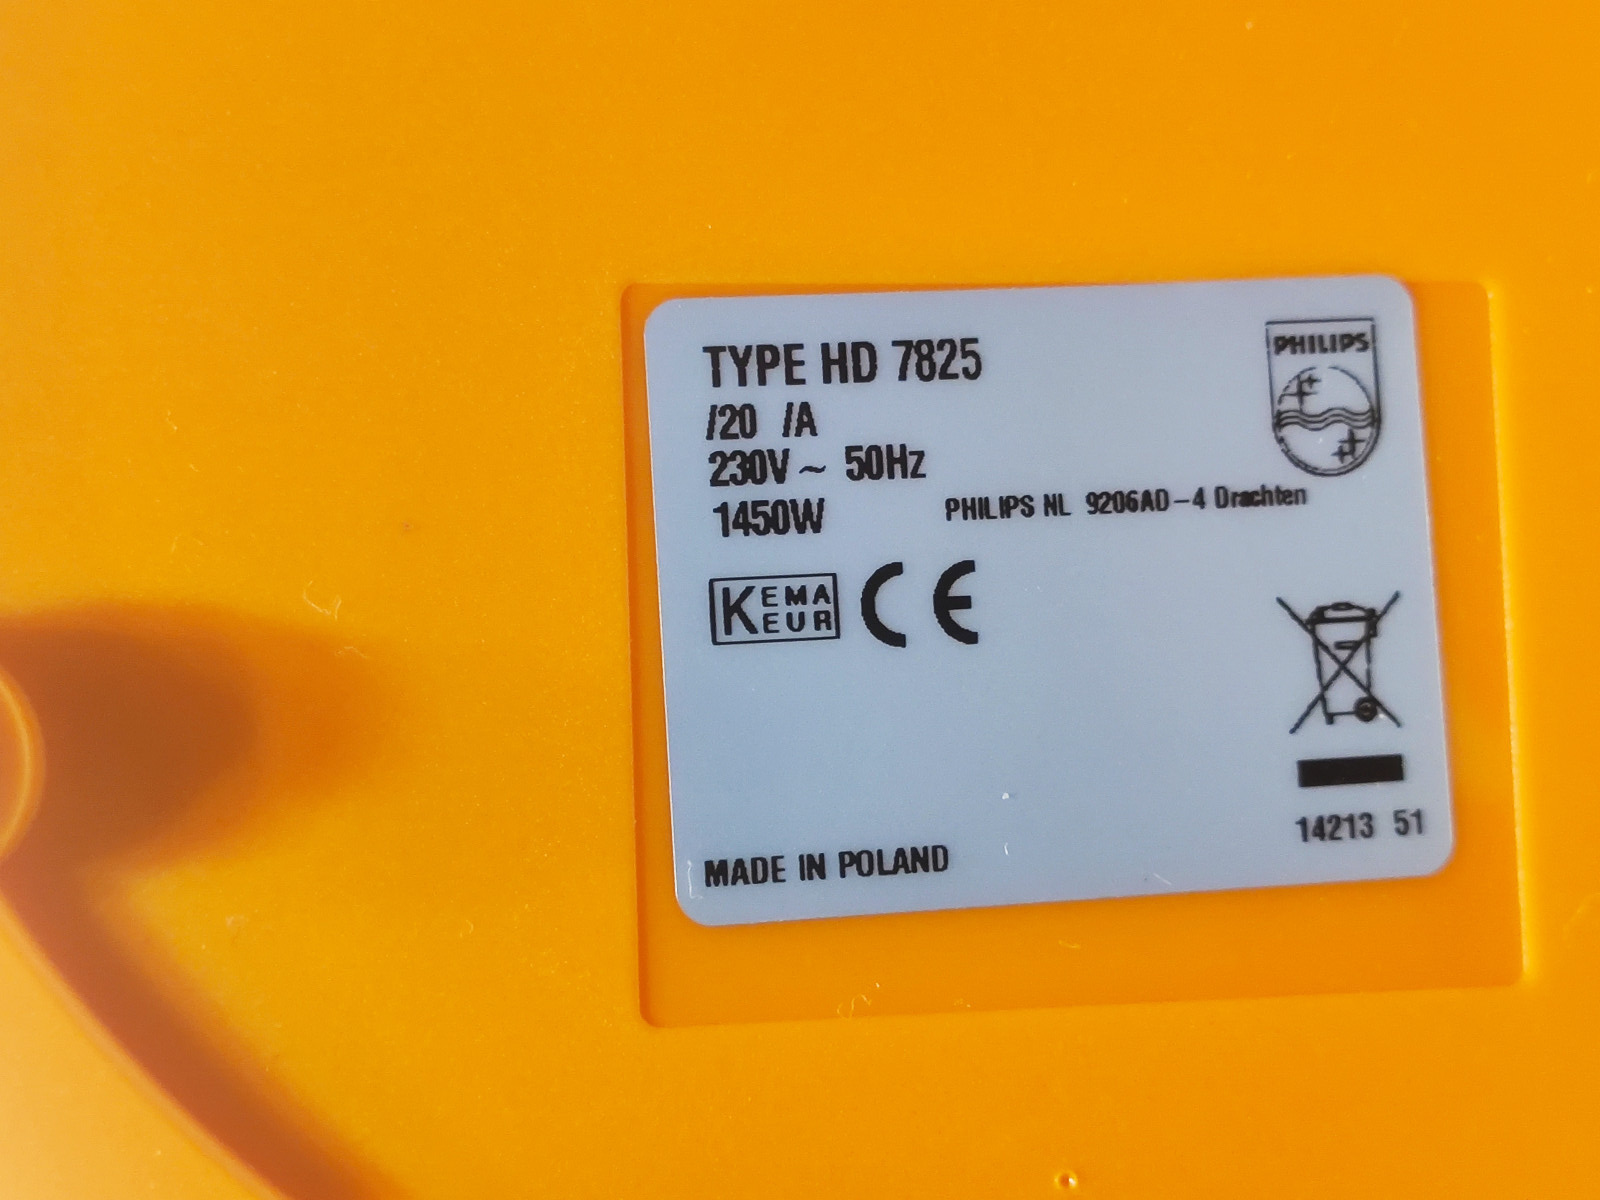 TYPE HD 7825
PHILIPS
/20 /A
230V ~ 50Hz
1450W
PHILIPS NL 9206AD-4 Drachten
KEMA
KEUR
CE
14213 51
MADE IN POLAND